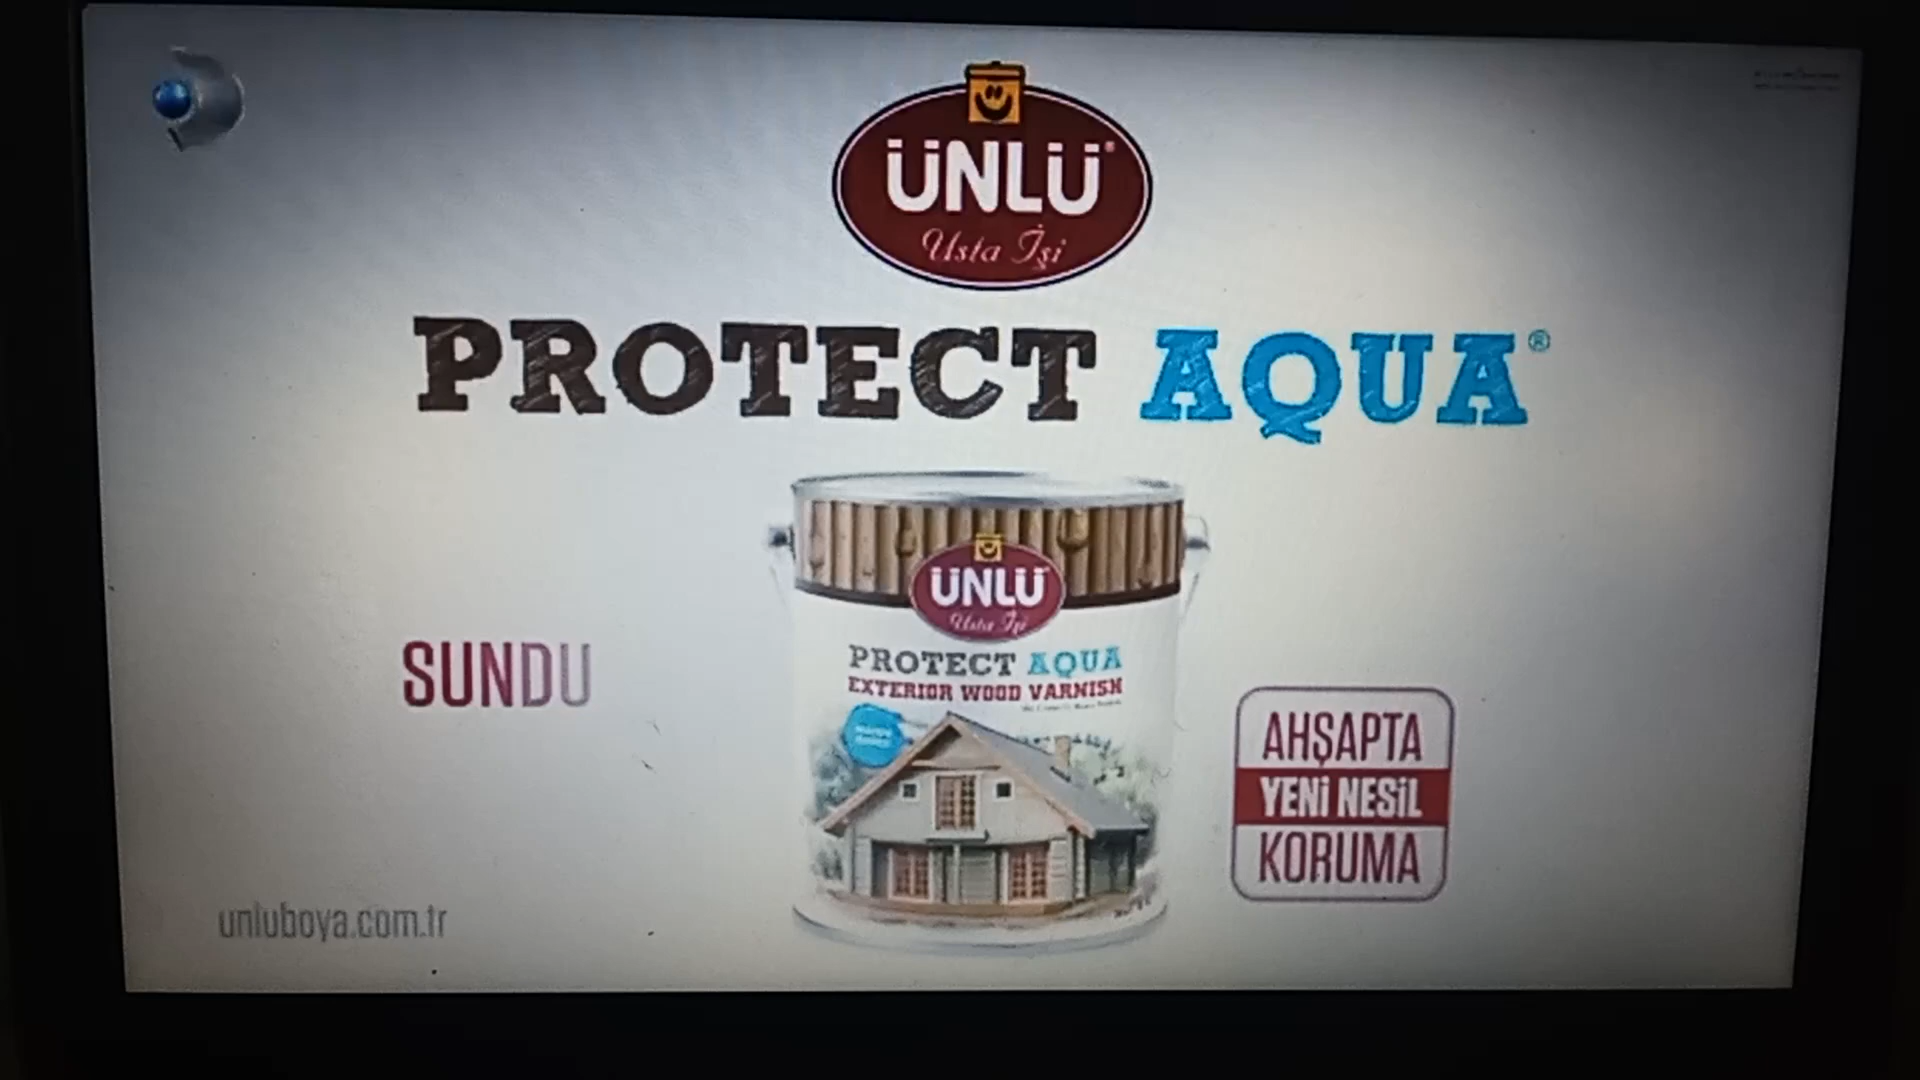 ÜNLÜ
Usta İşi
PROTECT AQUA®
ÜNLÜ
Usta İşi
PROTECT AQUA
EXTERIOR WOOD VARNISH
SUNDU
AHŞAPTA
YENİ NESİL
KORUMA
unluboya.com.tr